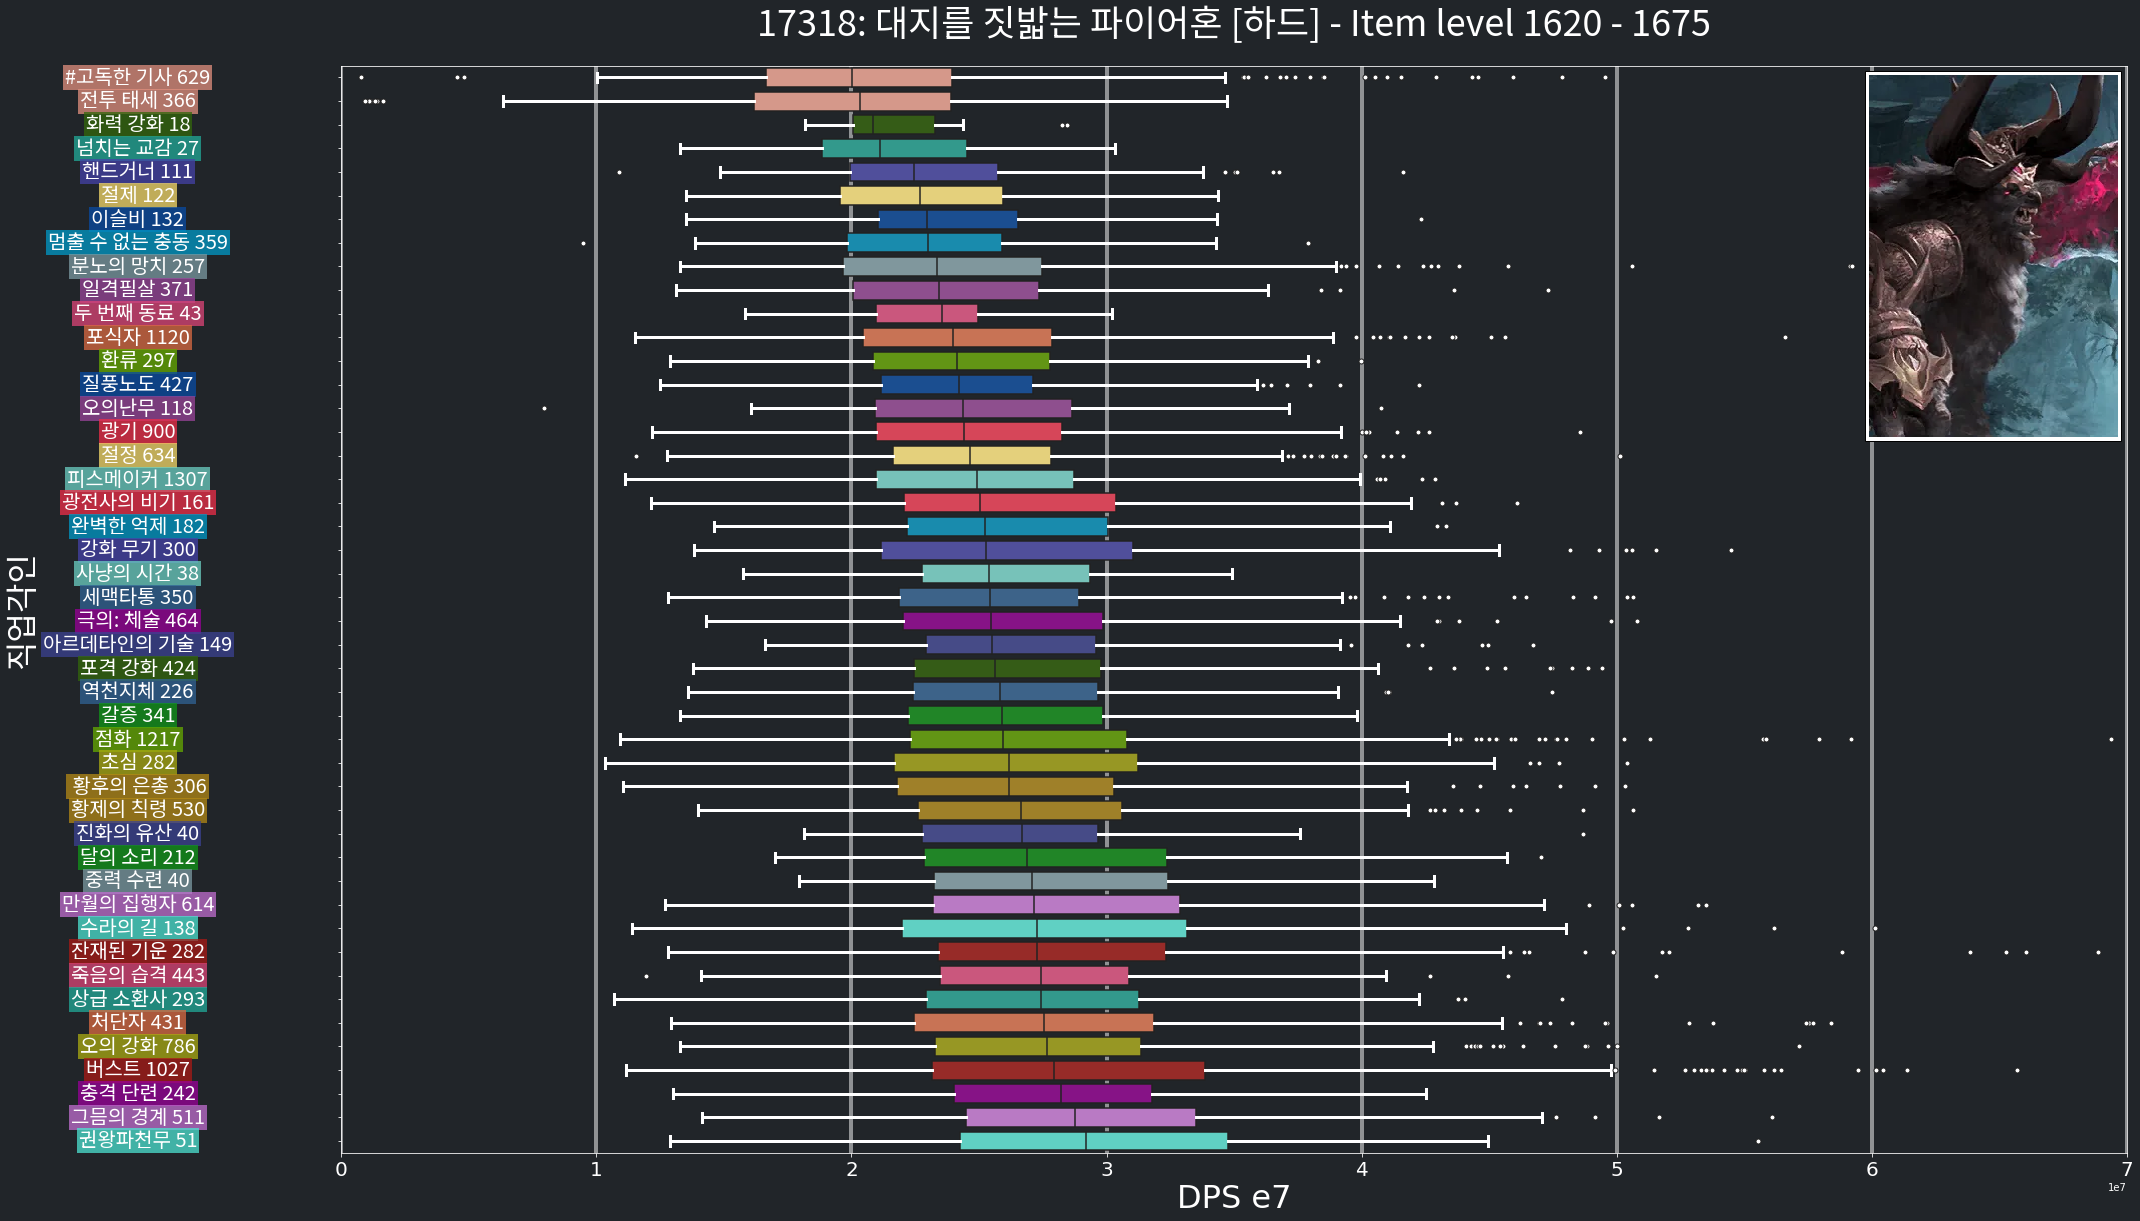 17318: 대지를 짓밟는 파이어혼 [하드] - Item level 1620 - 1675
직업각인
#고독한 기사 629
전투 태세 366
화력 강화 18
넘치는 교감 27
핸드거너 111
절제 122
이슬비 132
멈출 수 없는 충동 359
분노의 망치 257
일격필살 371
두 번째 동료 43
포식자 1120
환류 297
질풍노도 427
오의난무 118
광기 900
절정 634
피스메이커 1307
광전사의 비기 161
완벽한 억제 182
강화 무기 300
사냥의 시간 38
세맥타통 350
극의: 체술 464
아르데타인의 기술 149
포격 강화 424
역천지체 226
갈증 341
점화 1217
초심 282
황후의 은총 306
황제의 칙령 530
진화의 유산 40
달의 소리 212
중력 수련 40
만월의 집행자 614
수라의 길 138
잔재된 기운 282
죽음의 습격 443
상급 소환사 293
처단자 431
오의 강화 786
버스트 1027
충격 단련 242
그믐의 경계 511
권왕파천무 51
0 1 2 3 4 5 6 7
1e7
DPS e7